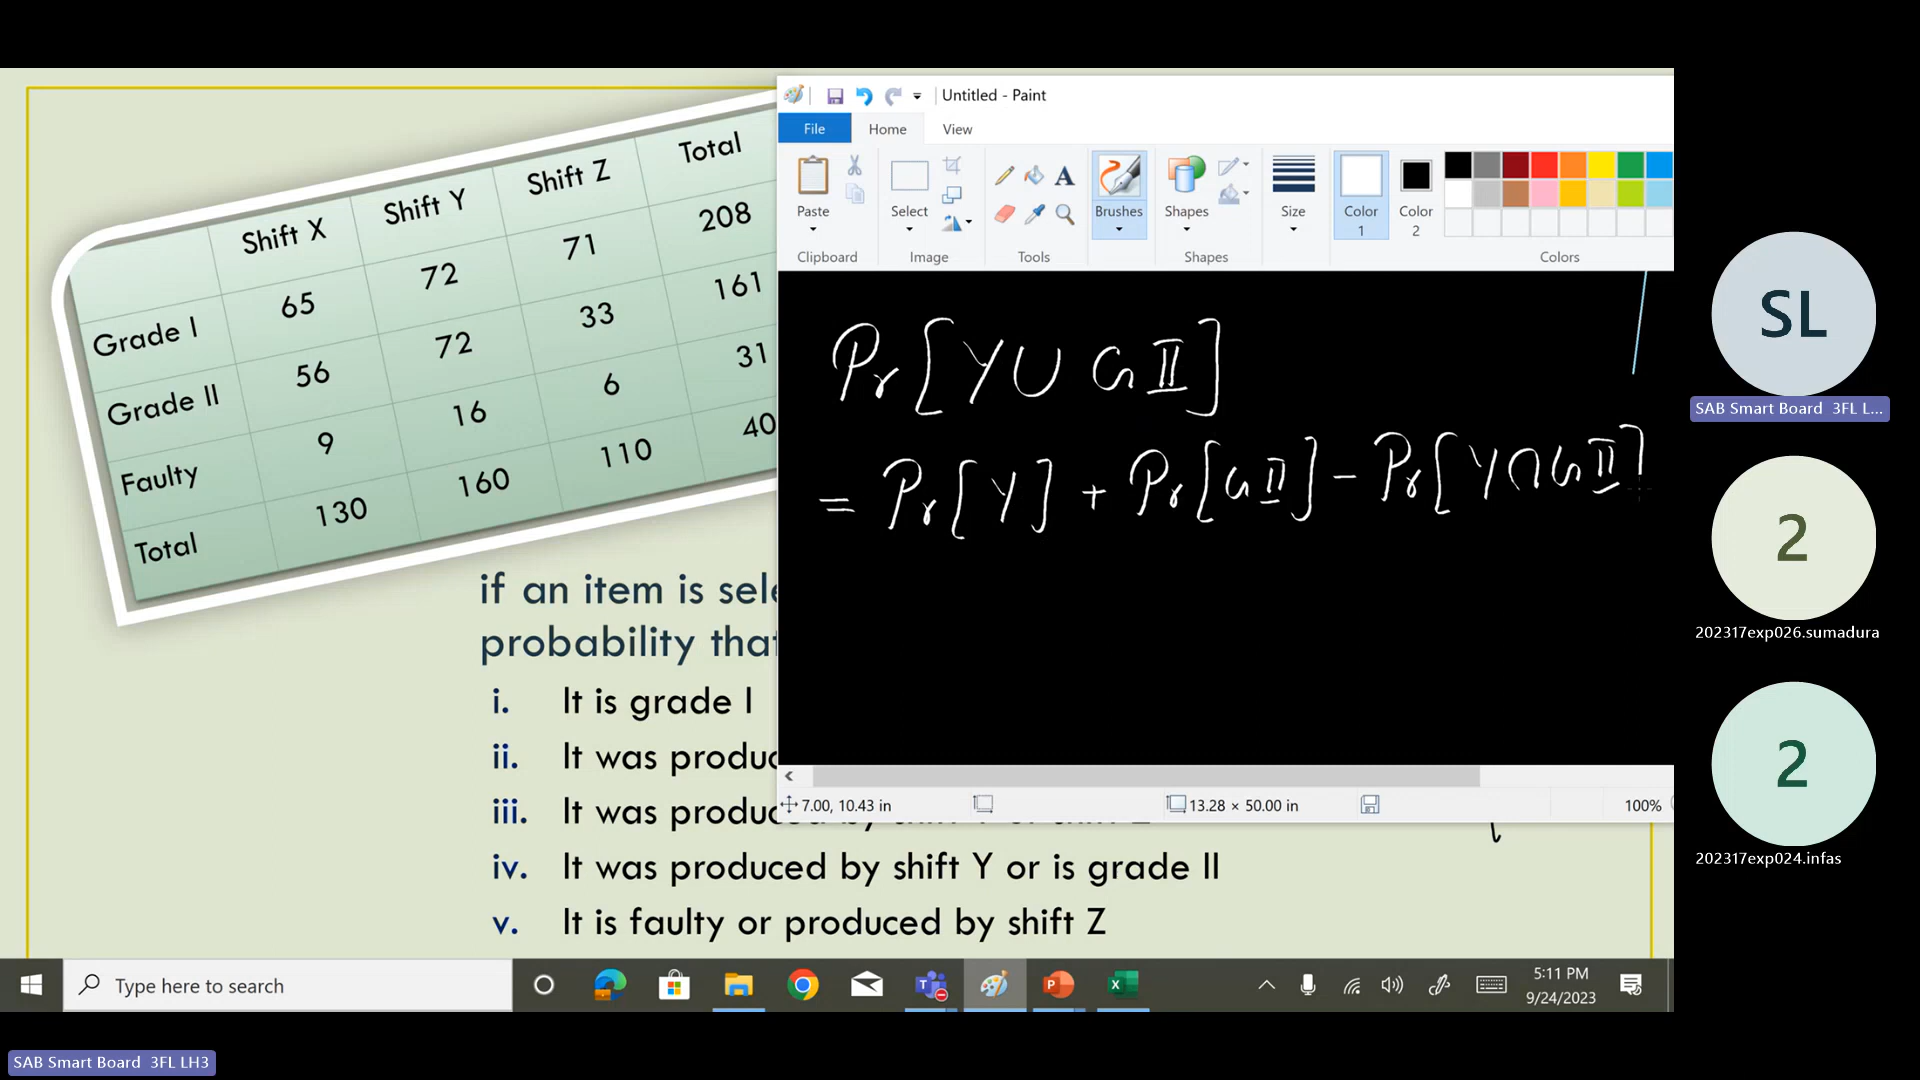 Untitled - Paint
File Home View
Paste Select Brushes Shapes Size Color 1 Color 2
Clipboard Image Tools Shapes Colors
Shift X Shift Y Shift Z Total
Grade I 65 72 71 208
Grade II 56 72 33 161
Faulty 9 16 6 31
Total 130 160 110 40
Pr[Y∪GII]
= Pr[Y] + Pr[GII] - Pr[Y∩GII]
if an item is sele
probability that
i. It is grade I
ii. It was produc
iii. It was produced by shift Y or shift Z
iv. It was produced by shift Y or is grade II
v. It is faulty or produced by shift Z
7.00, 10.43 in 13.28 × 50.00 in 100%
SL
SAB Smart Board 3FL L...
2
202317exp026.sumadura
2
202317exp024.infas
Type here to search
5:11 PM
9/24/2023
SAB Smart Board 3FL LH3